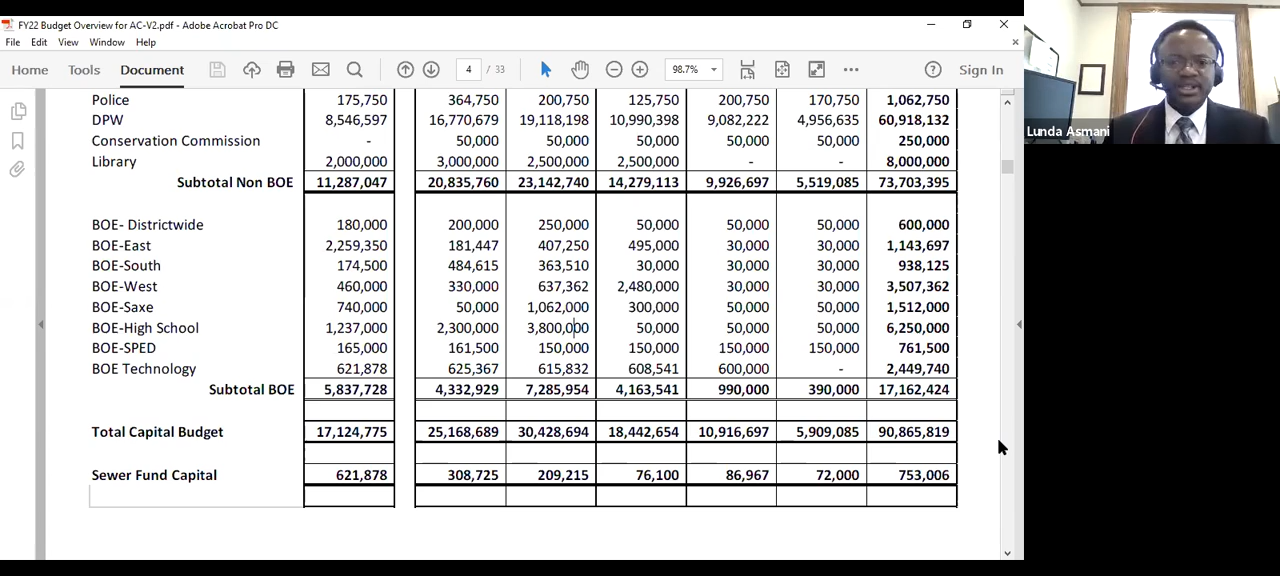 FY22 Budget Overview for AC-V2.pdf - Adobe Acrobat Pro DC
File Edit View Window Help
Home Tools Document 4 / 33 98.7% Sign In
Police 175,750 364,750 200,750 125,750 200,750 170,750 1,062,750
DPW 8,546,597 16,770,679 19,118,198 10,990,398 9,082,222 4,956,635 60,918,132
Conservation Commission - 50,000 50,000 50,000 50,000 50,000 250,000
Library 2,000,000 3,000,000 2,500,000 2,500,000 - - 8,000,000
Subtotal Non BOE 11,287,047 20,835,760 23,142,740 14,279,113 9,926,697 5,519,085 73,703,395
BOE- Districtwide 180,000 200,000 250,000 50,000 50,000 50,000 600,000
BOE-East 2,259,350 181,447 407,250 495,000 30,000 30,000 1,143,697
BOE-South 174,500 484,615 363,510 30,000 30,000 30,000 938,125
BOE-West 460,000 330,000 637,362 2,480,000 30,000 30,000 3,507,362
BOE-Saxe 740,000 50,000 1,062,000 300,000 50,000 50,000 1,512,000
BOE-High School 1,237,000 2,300,000 3,800,000 50,000 50,000 50,000 6,250,000
BOE-SPED 165,000 161,500 150,000 150,000 150,000 150,000 761,500
BOE Technology 621,878 625,367 615,832 608,541 600,000 - 2,449,740
Subtotal BOE 5,837,728 4,332,929 7,285,954 4,163,541 990,000 390,000 17,162,424
Total Capital Budget 17,124,775 25,168,689 30,428,694 18,442,654 10,916,697 5,909,085 90,865,819
Sewer Fund Capital 621,878 308,725 209,215 76,100 86,967 72,000 753,006
Lunda Asmani